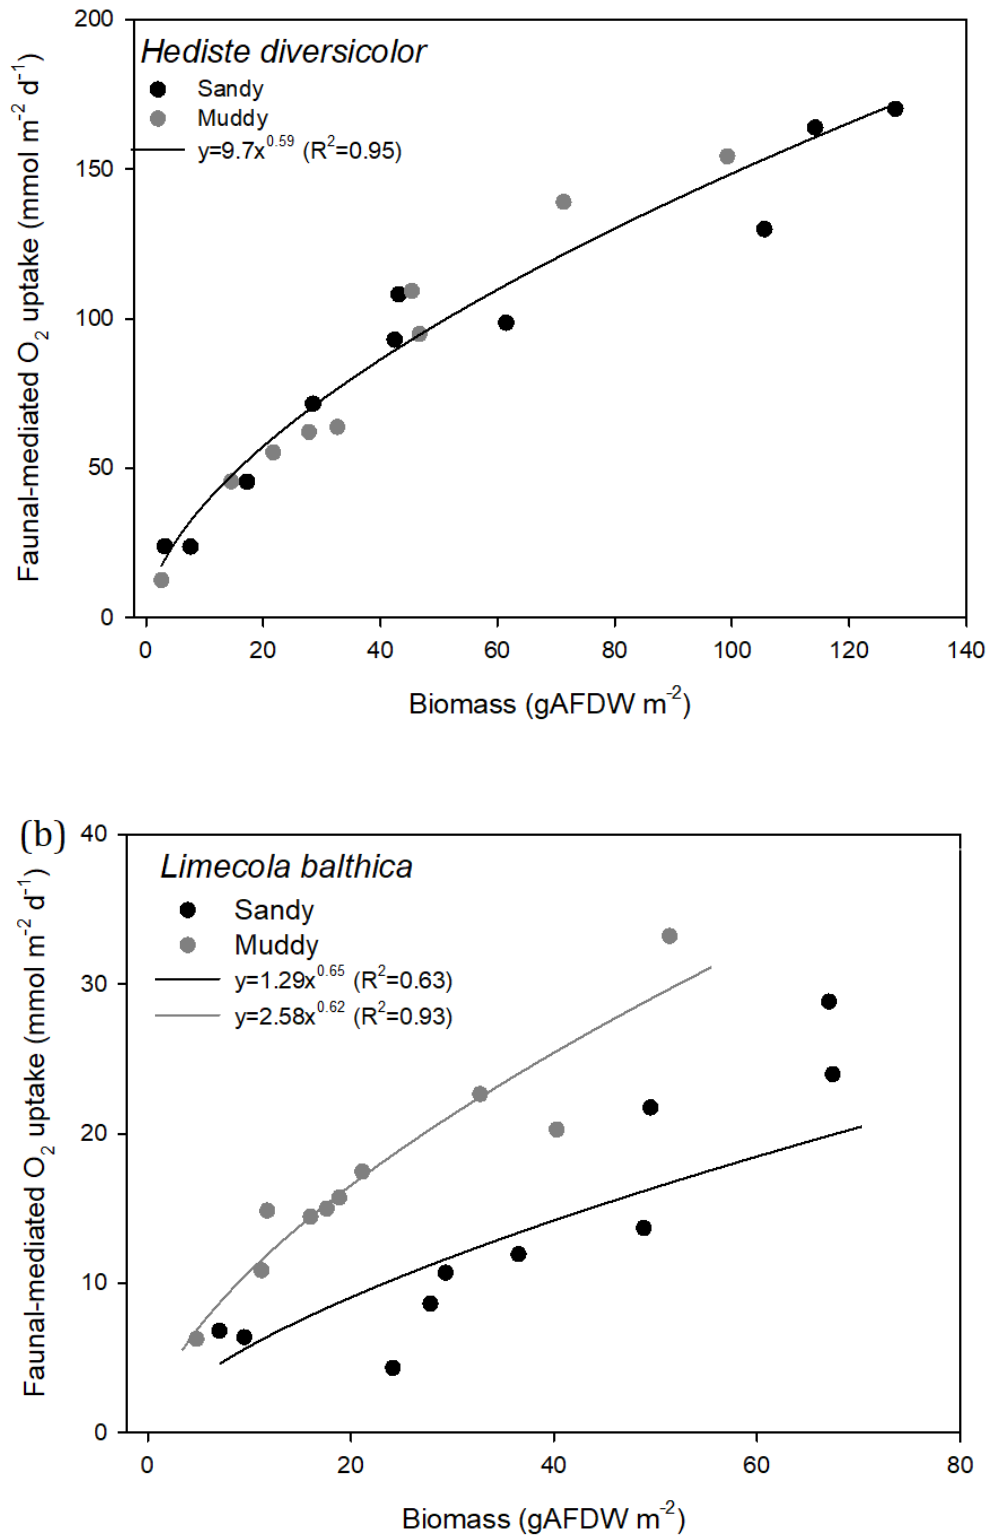 200
150
100
50
0
Faunal-mediated O₂ uptake (mmol m⁻² d⁻¹)
Hediste diversicolor
Sandy
Muddy
y=9.7x⁰·⁵⁹ (R²=0.95)
0 20 40 60 80 100 120 140
Biomass (gAFDW m⁻²)
(b)
40
30
20
10
0
Faunal-mediated O₂ uptake (mmol m⁻² d⁻¹)
Limecola balthica
Sandy
Muddy
y=1.29x⁰·⁶⁵ (R²=0.63)
y=2.58x⁰·⁶² (R²=0.93)
0 20 40 60 80
Biomass (gAFDW m⁻²)